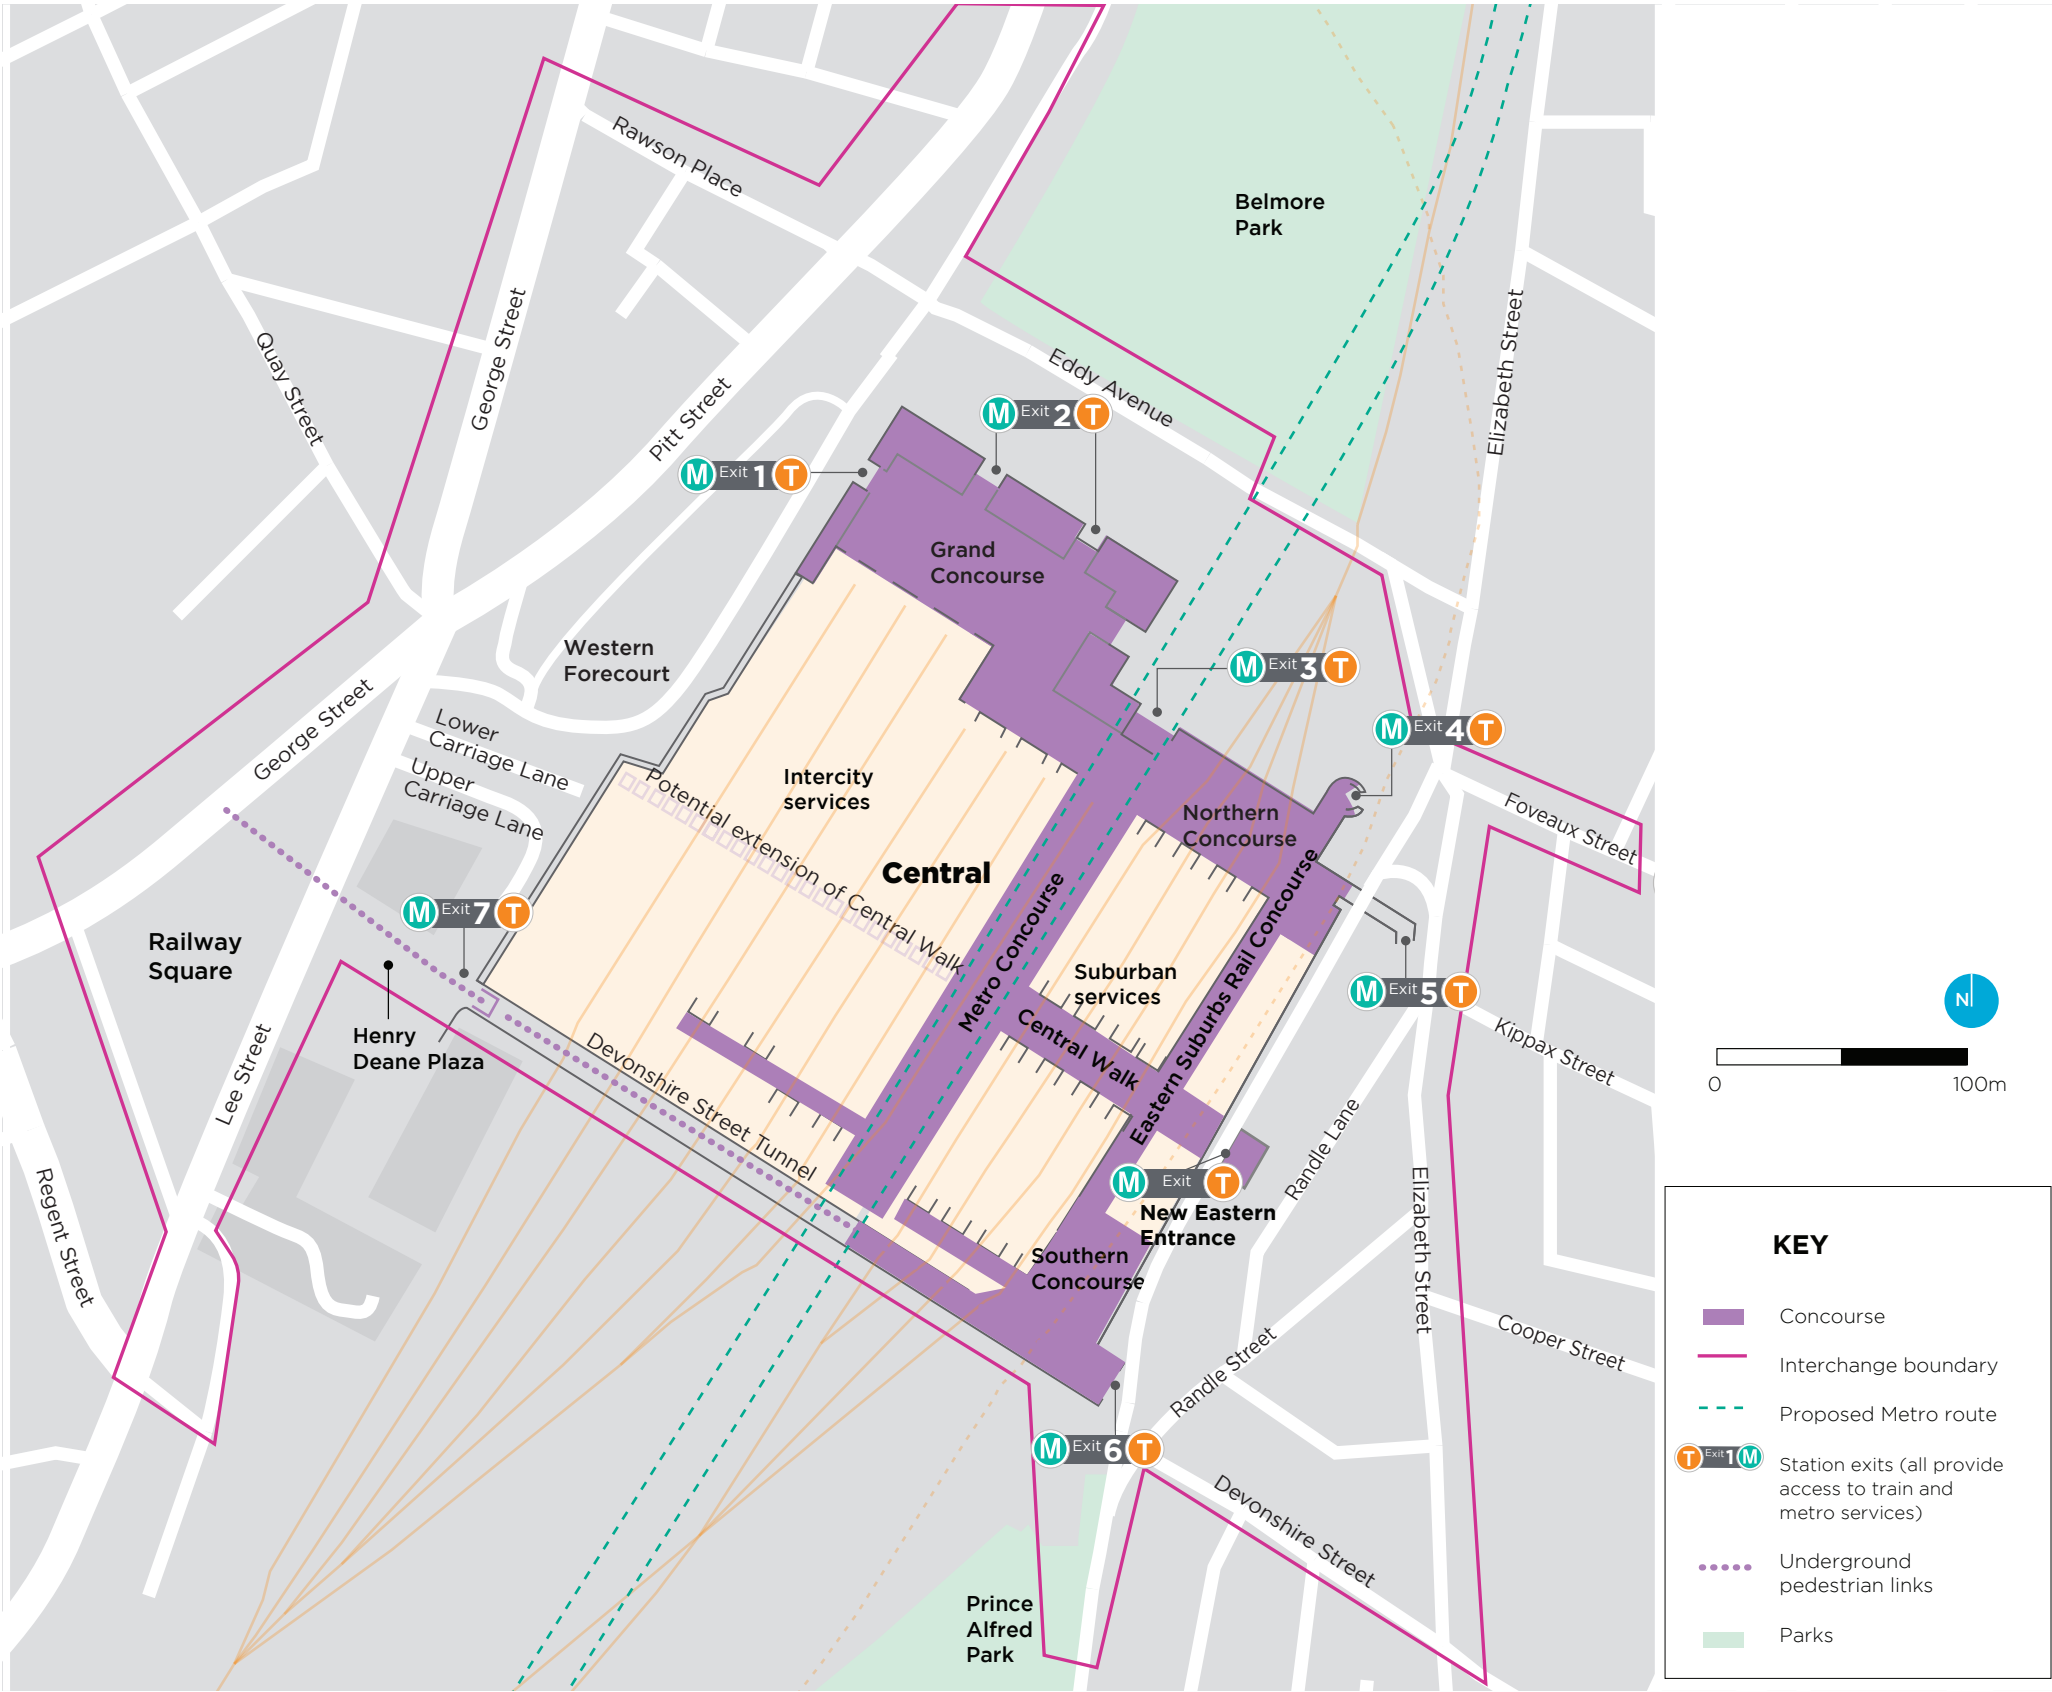 Rawson Place
Belmore
Park
Quay Street
George Street
Pitt Street
Eddy Avenue
Elizabeth Street
M Exit 2 T
M Exit 1 T
Grand
Concourse
Western
Forecourt
M Exit 3 T
M Exit 4 T
George Street
Lower
Carriage Lane
Upper
Carriage Lane
Intercity
services
Potential extension of Central Walk
Northern
Concourse
Foveaux Street
Central
Metro Concourse
Eastern Suburbs Rail Concourse
M Exit 7 T
Railway
Square
Suburban
services
M Exit 5 T
Central Walk
Kippax Street
Henry
Deane Plaza
Devonshire Street Tunnel
Lee Street
Randle Lane
Regent Street
M Exit T
New Eastern
Entrance
Elizabeth Street
Southern
Concourse
Cooper Street
Randle Street
M Exit 6 T
Devonshire Street
Prince
Alfred
Park
N
0 100m
KEY
Concourse
Interchange boundary
Proposed Metro route
T Exit 1 M
Station exits (all provide
access to train and
metro services)
Underground
pedestrian links
Parks